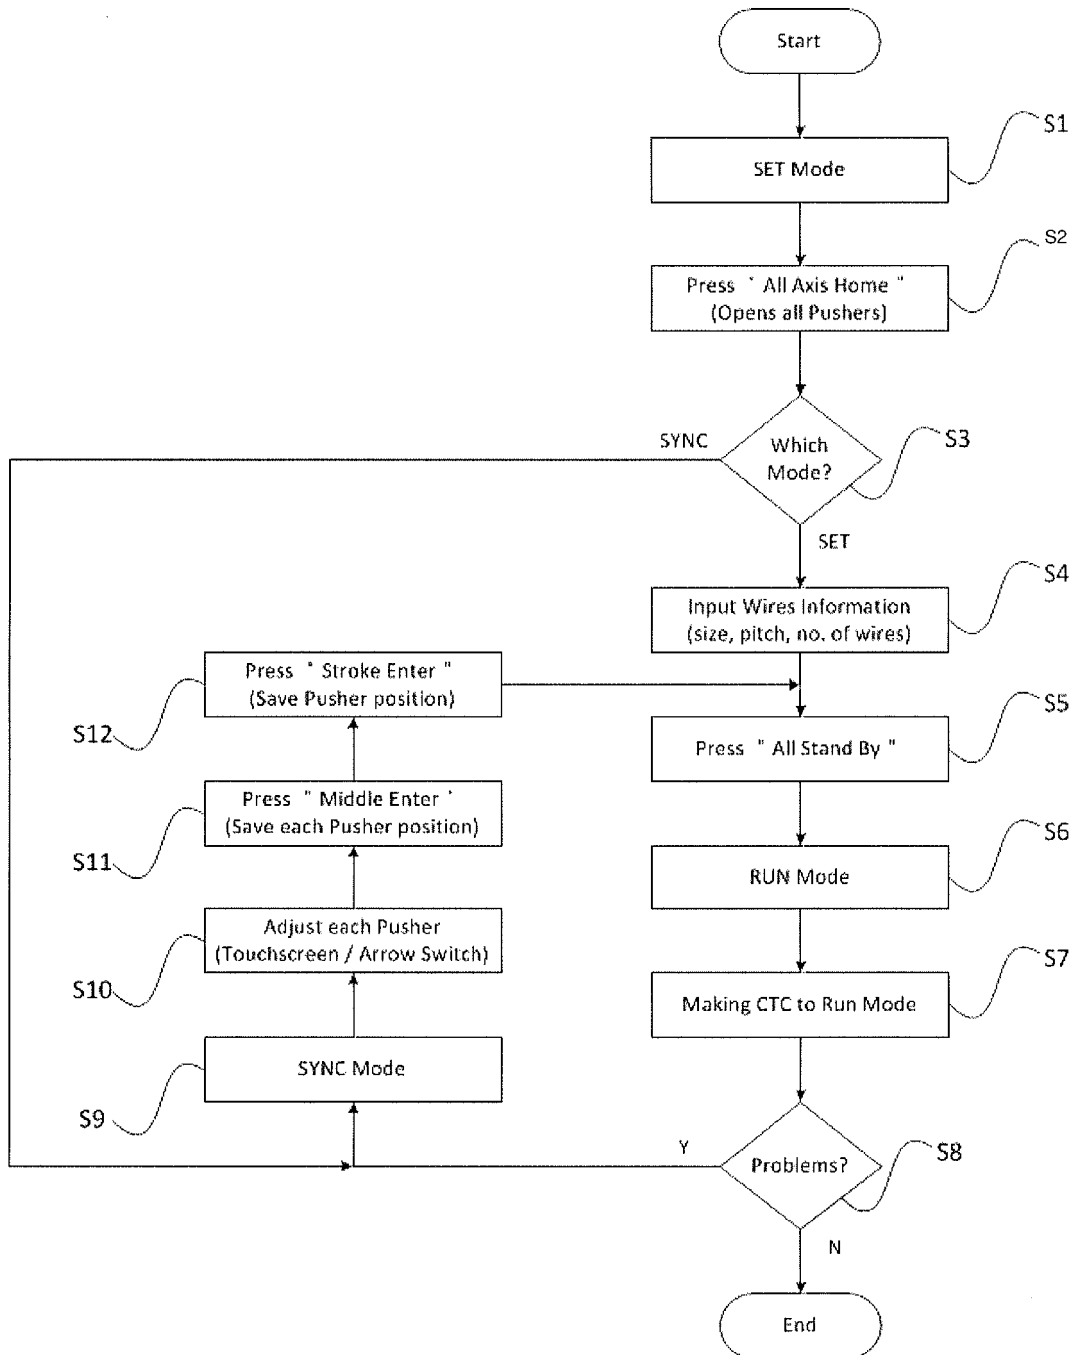 Start
S1
SET Mode
S2
Press " All Axis Home "
(Opens all Pushers)
SYNC
Which
Mode?
S3
SET
S4
Input Wires Information
(size, pitch, no. of wires)
Press " Stroke Enter "
(Save Pusher position)
S12
S5
Press " All Stand By "
Press " Middle Enter '
(Save each Pusher position)
S11
S6
RUN Mode
Adjust each Pusher
(Touchscreen / Arrow Switch)
S10
S7
Making CTC to Run Mode
SYNC Mode
S9
Y
Problems?
S8
N
End